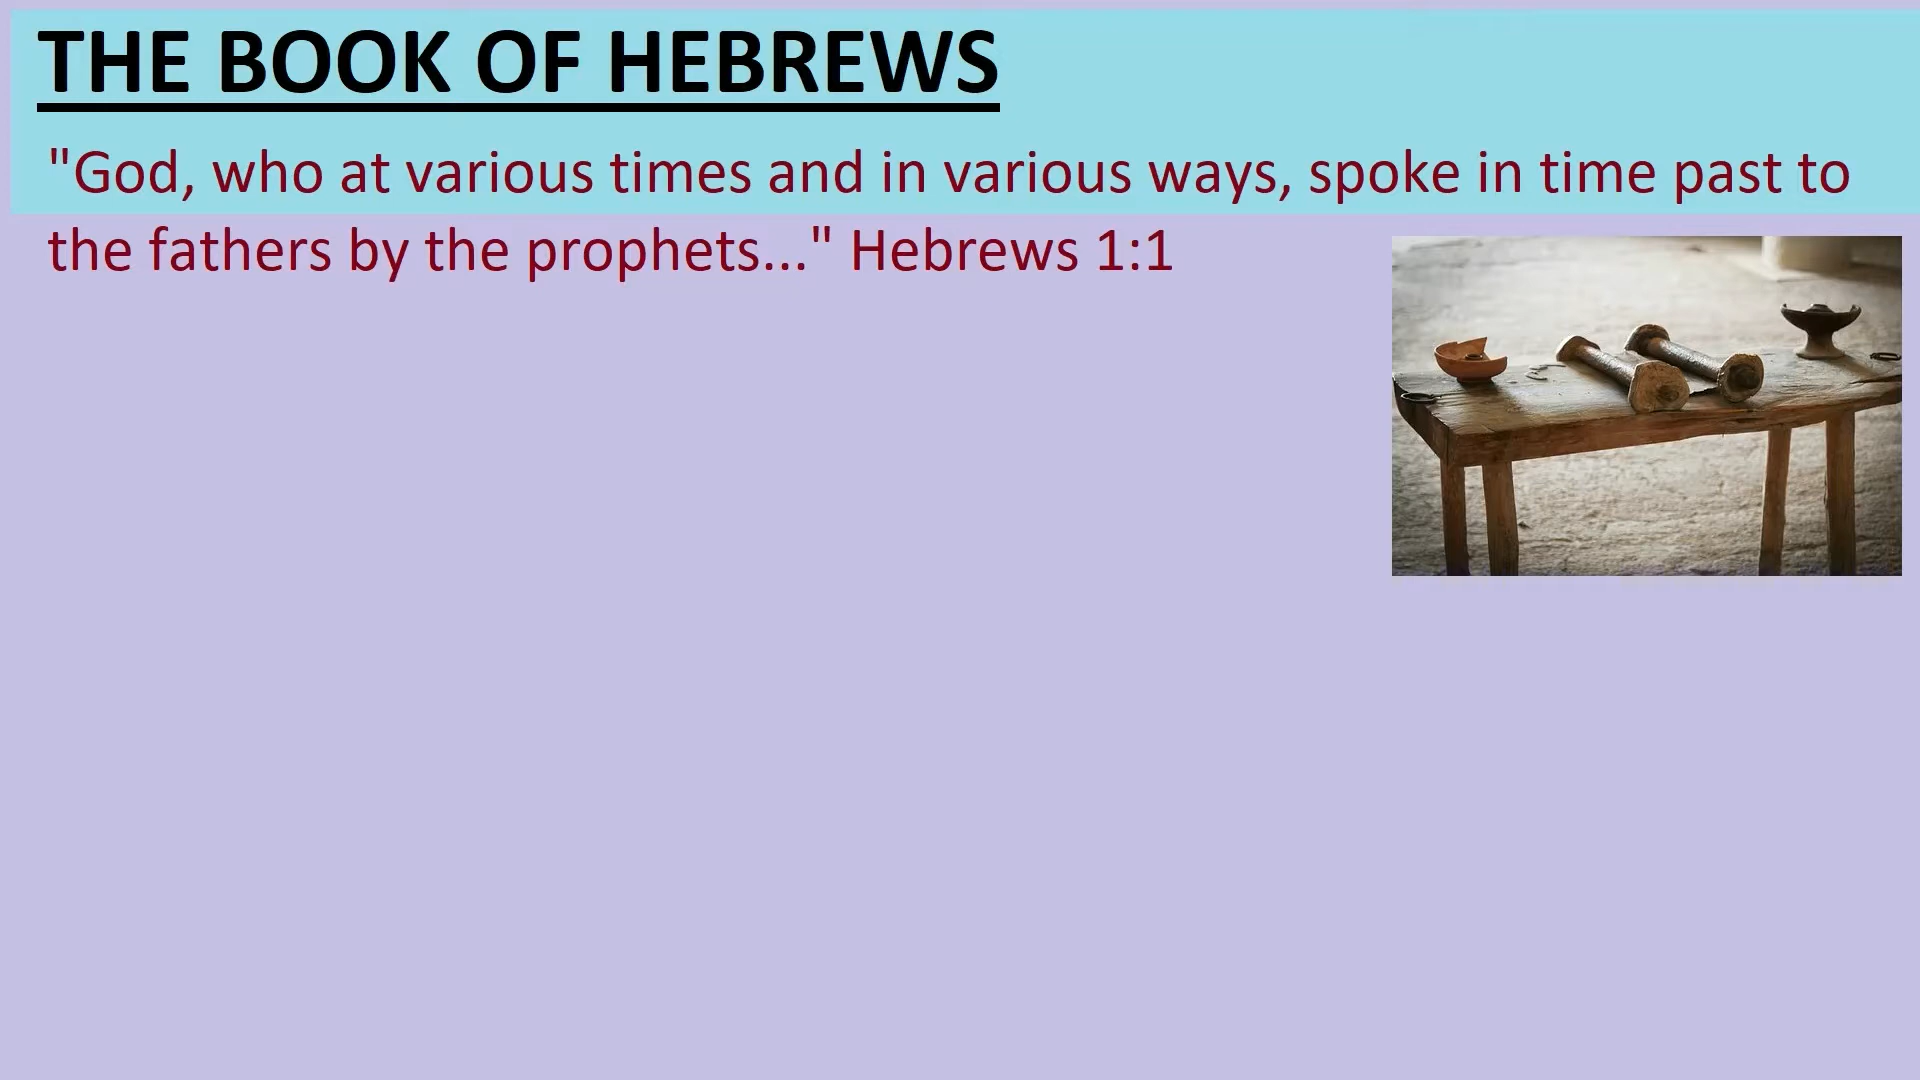 THE BOOK OF HEBREWS
"God, who at various times and in various ways, spoke in time past to
the fathers by the prophets..." Hebrews 1:1